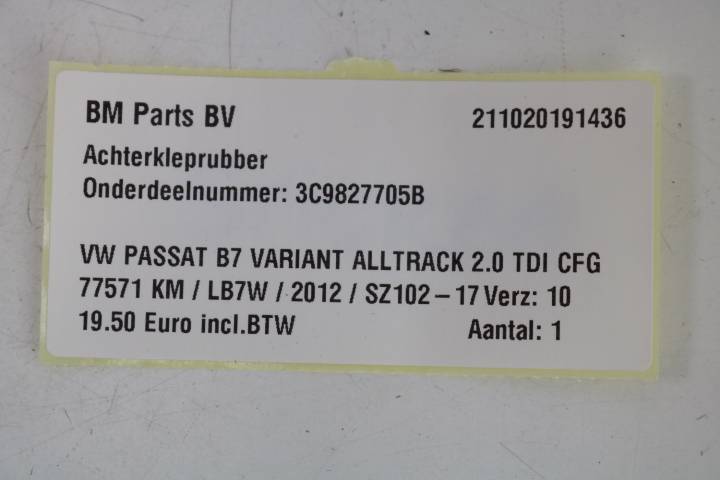 BM Parts BV 211020191436
Achterkleprubber
Onderdeelnummer: 3C9827705B
VW PASSAT B7 VARIANT ALLTRACK 2.0 TDI CFG
77571 KM / LB7W / 2012 / SZ102-17 Verz: 10
19.50 Euro incl.BTW Aantal: 1